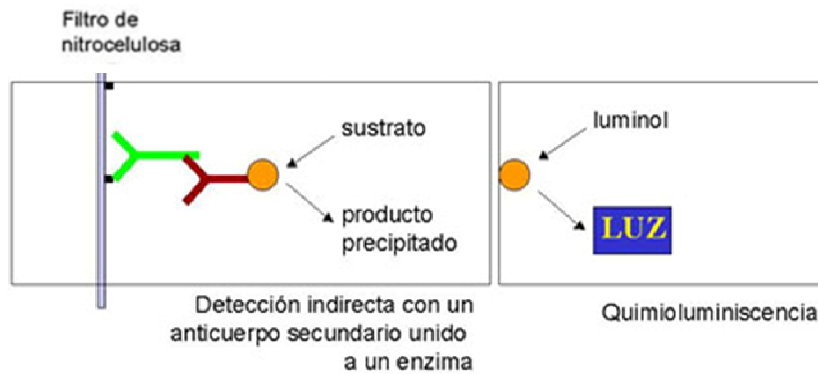 Filtro de
nitrocelulosa
sustrato
producto
precipitado
Detección indirecta con un
anticuerpo secundario unido
a un enzima
luminol
LUZ
Quimioluminiscencia